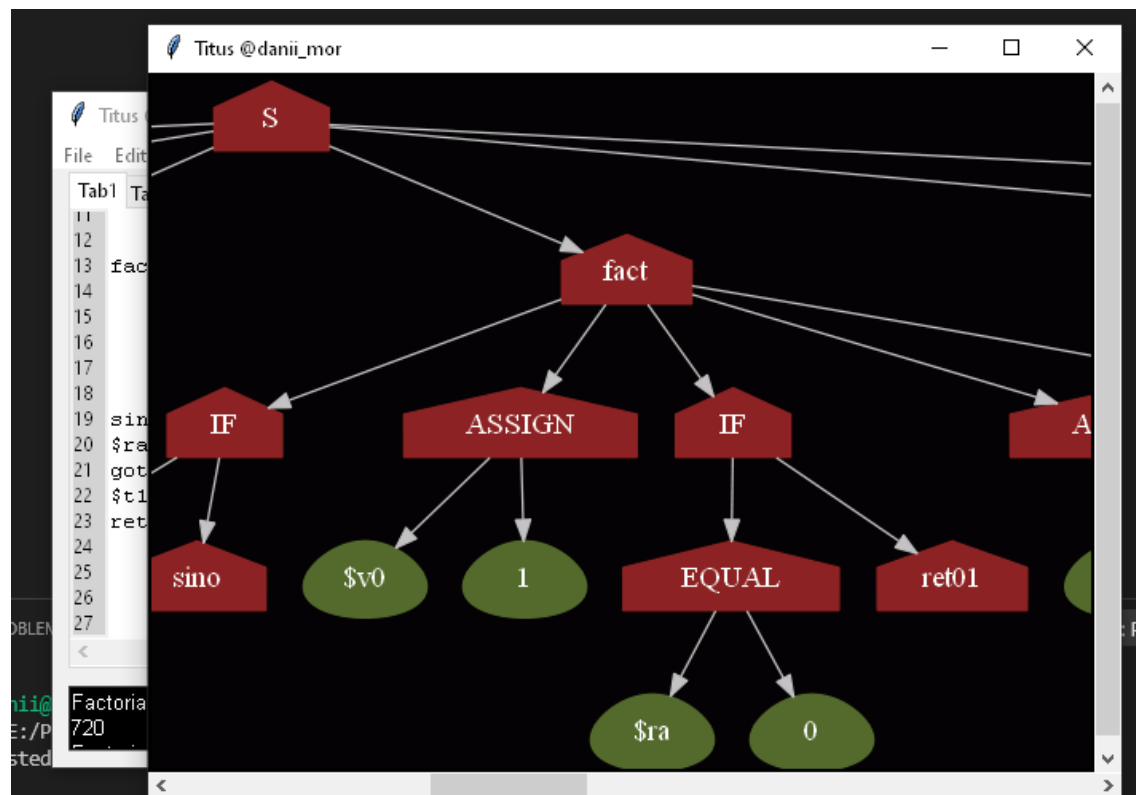 Titus @danii_mor
Titus
File Edit
Tab1 Ta
S
11
12
13 fac
14
15
16
17
18
19 sin
20 $ra
21 got
22 $t1
23 ret
24
25
26
27
fact
IF ASSIGN IF A
sino $v0 1 EQUAL ret01
$ra 0
Factoria
720